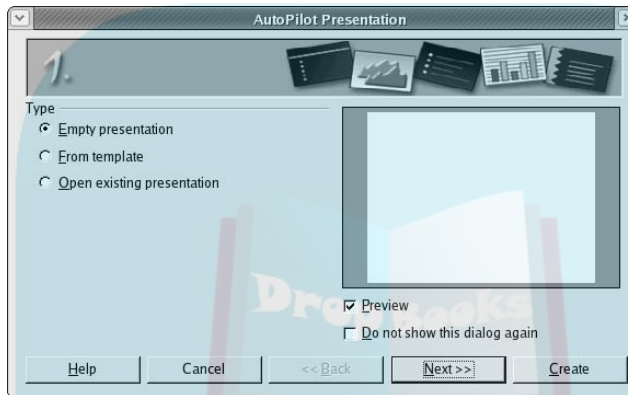 AutoPilot Presentation
1.
Type
Empty presentation
From template
Open existing presentation
DropBooks
Preview
Do not show this dialog again
Help
Cancel
<< Back
Next >>
Create